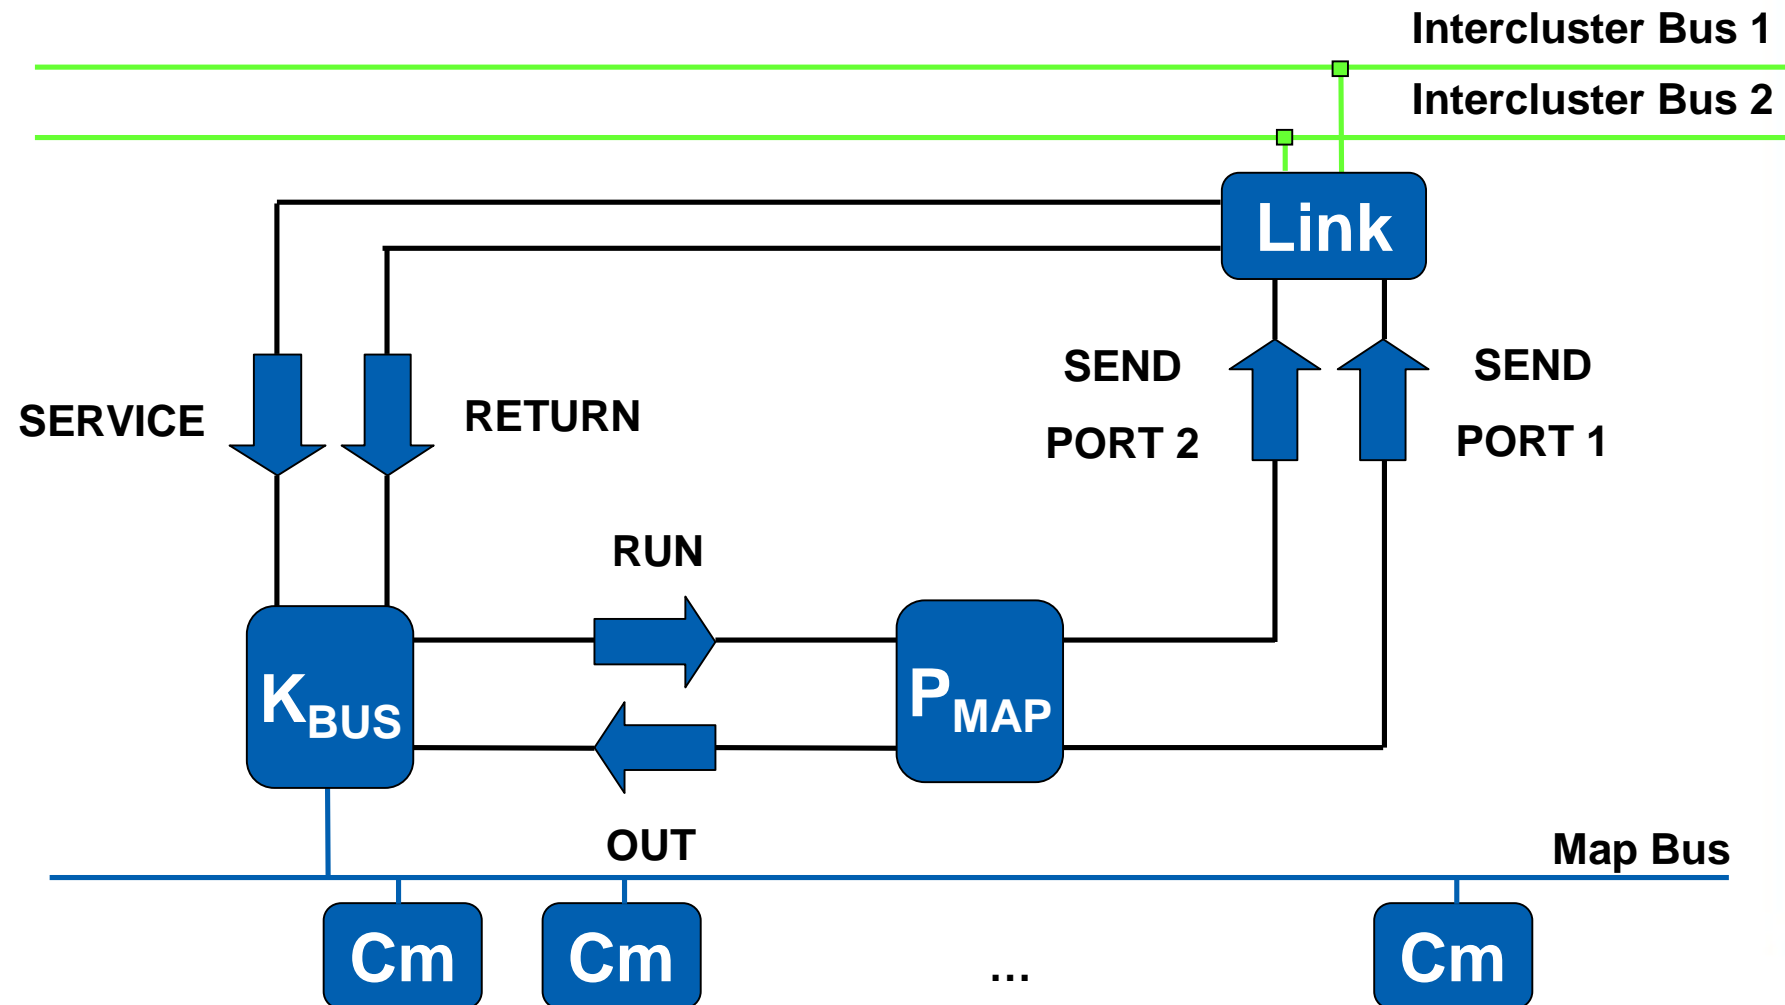 Intercluster Bus 1
Intercluster Bus 2
Link
SEND
PORT 2
SEND
PORT 1
SERVICE
RETURN
RUN
KBUS
PMAP
OUT
Map Bus
Cm
Cm
...
Cm